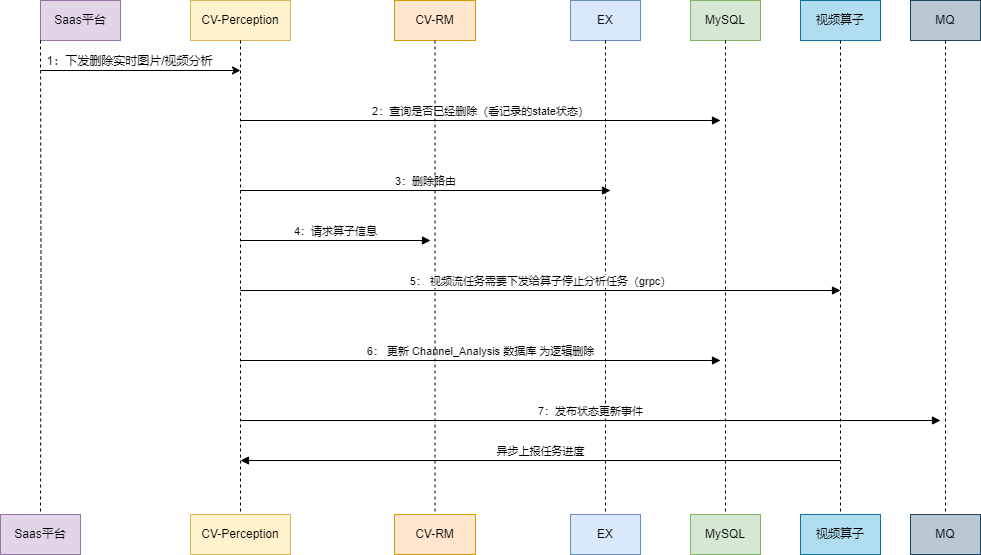 Saas平台
CV-Perception
CV-RM
EX
MySQL
视频算子
MQ
1：下发删除实时图片/视频分析
2：查询是否已经删除（看记录的state状态）
3：删除路由
4：请求算子信息
5： 视频流任务需要下发给算子停止分析任务（grpc）
6： 更新 Channel_Analysis 数据库 为逻辑删除
7：发布状态更新事件
异步上报任务进度
Saas平台
CV-Perception
CV-RM
EX
MySQL
视频算子
MQ